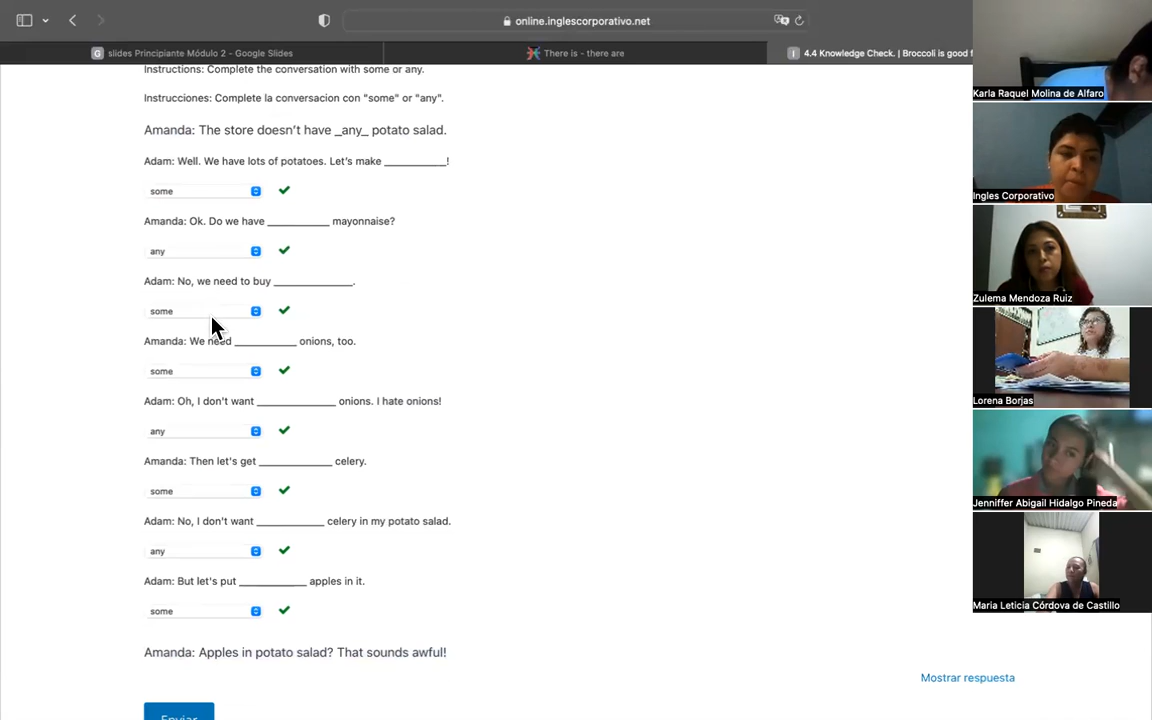 online.inglescorporativo.net
slides Principiante Módulo 2 - Google Slides
There is - there are
4.4 Knowledge Check. | Broccoli is good f
Instructions: Complete the conversation with some or any.
Instrucciones: Complete la conversacion con "some" or "any".
Amanda: The store doesn't have _any_ potato salad.
Adam: Well. We have lots of potatoes. Let's make ___________!
some
Amanda: Ok. Do we have ___________ mayonnaise?
any
Adam: No, we need to buy ______________.
some
Amanda: We need ___________ onions, too.
some
Adam: Oh, I don't want ______________ onions. I hate onions!
any
Amanda: Then let's get _____________ celery.
some
Adam: No, I don't want ____________ celery in my potato salad.
any
Adam: But let's put ____________ apples in it.
some
Amanda: Apples in potato salad? That sounds awful!
Mostrar respuesta
Enviar
Karla Raquel Molina de Alfaro
Ingles Corporativo
Zulema Mendoza Ruiz
Lorena Borjas
Jenniffer Abigail Hidalgo Pineda
Maria Leticia Córdova de Castillo